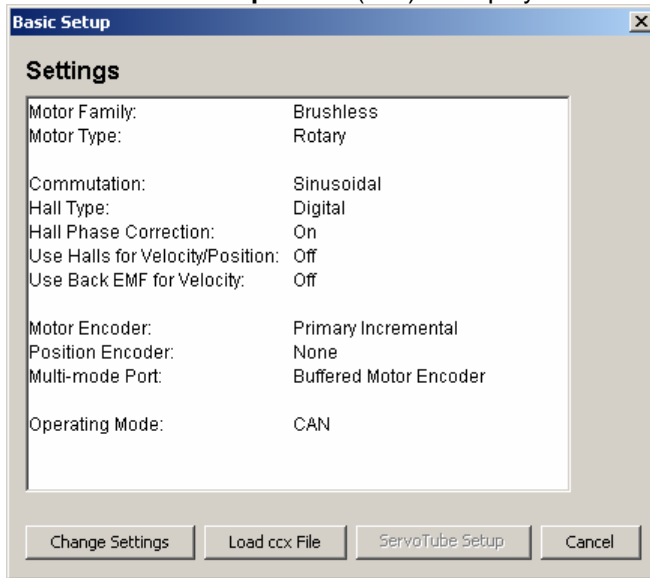 Basic Setup
Settings
Motor Family: Brushless
Motor Type: Rotary
Commutation: Sinusoidal
Hall Type: Digital
Hall Phase Correction: On
Use Halls for Velocity/Position: Off
Use Back EMF for Velocity: Off
Motor Encoder: Primary Incremental
Position Encoder: None
Multi-mode Port: Buffered Motor Encoder
Operating Mode: CAN
Change Settings Load ccx File ServoTube Setup Cancel